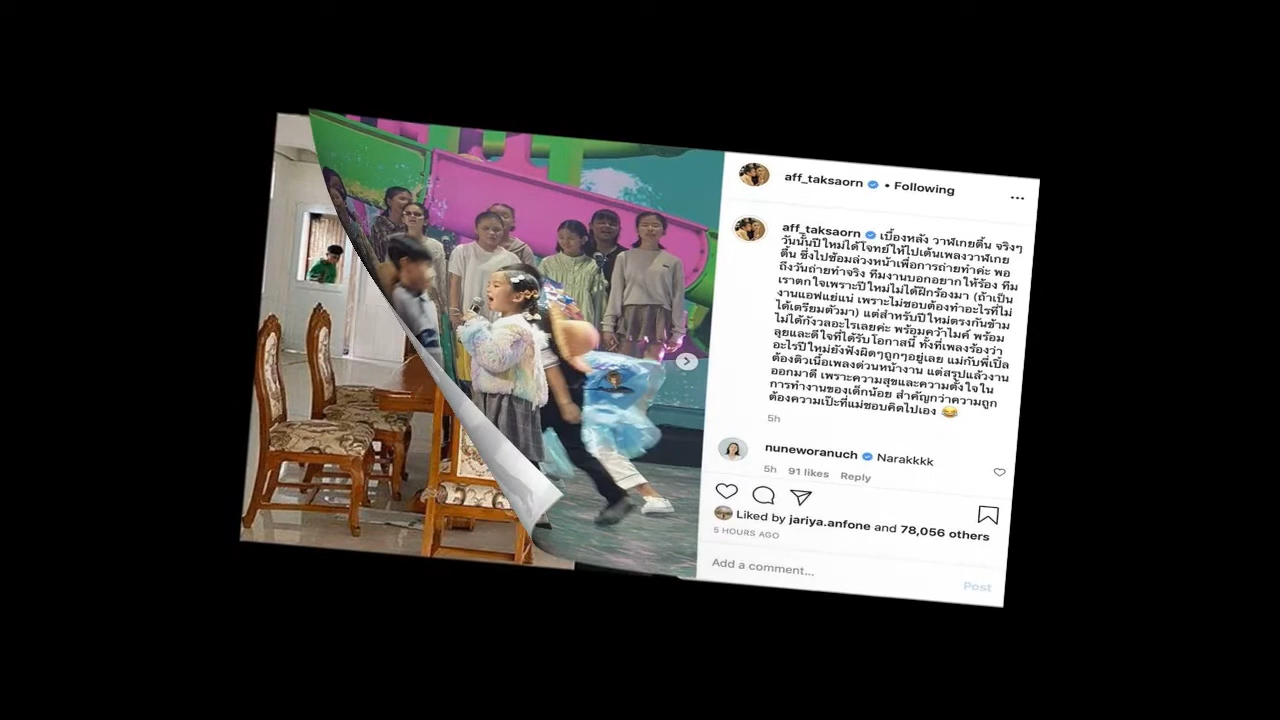 aff_taksaorn • Following
aff_taksaorn เบื้องหลัง วาฬเกยตื้น จริงๆ
วันนั้นปีใหม่ได้โจทย์ให้ไปเต้นเพลงวาฬเกย
ตื้น ซึ่งไปซ้อมล่วงหน้าเพื่อการถ่ายทำค่ะ พอ
ถึงวันถ่ายทำจริง ทีมงานบอกอยากให้ร้อง ทีม
เราตกใจเพราะปีใหม่ไม่ได้ฝึกร้องมา (ถ้าเป็น
งานแอฟแย่แน่ เพราะไม่ชอบต้องทำอะไรที่ไม่
ได้เตรียมตัวมา) แต่สำหรับปีใหม่ตรงกันข้าม
ไม่ได้กังวลอะไรเลยค่ะ พร้อมคว้าไมค์ พร้อม
ลุยและดีใจที่ได้รับโอกาสนี้ ทั้งที่เพลงร้องว่า
อะไรปีใหม่ยังฟังผิดๆถูกๆอยู่เลย แม่กับพี่เปิ้ล
ต้องติวเนื้อเพลงด่วนหน้างาน แต่สรุปแล้วงาน
ออกมาดี เพราะความสุขและความตั้งใจใน
การทำงานของเด็กน้อย สำคัญกว่าความถูก
ต้องความเป๊ะที่แม่ชอบคิดไปเอง 😂
5h
nuneworanuch Narakkkk
5h 91 likes Reply
Liked by jariya.anfone and 78,056 others
5 HOURS AGO
Add a comment...
Post